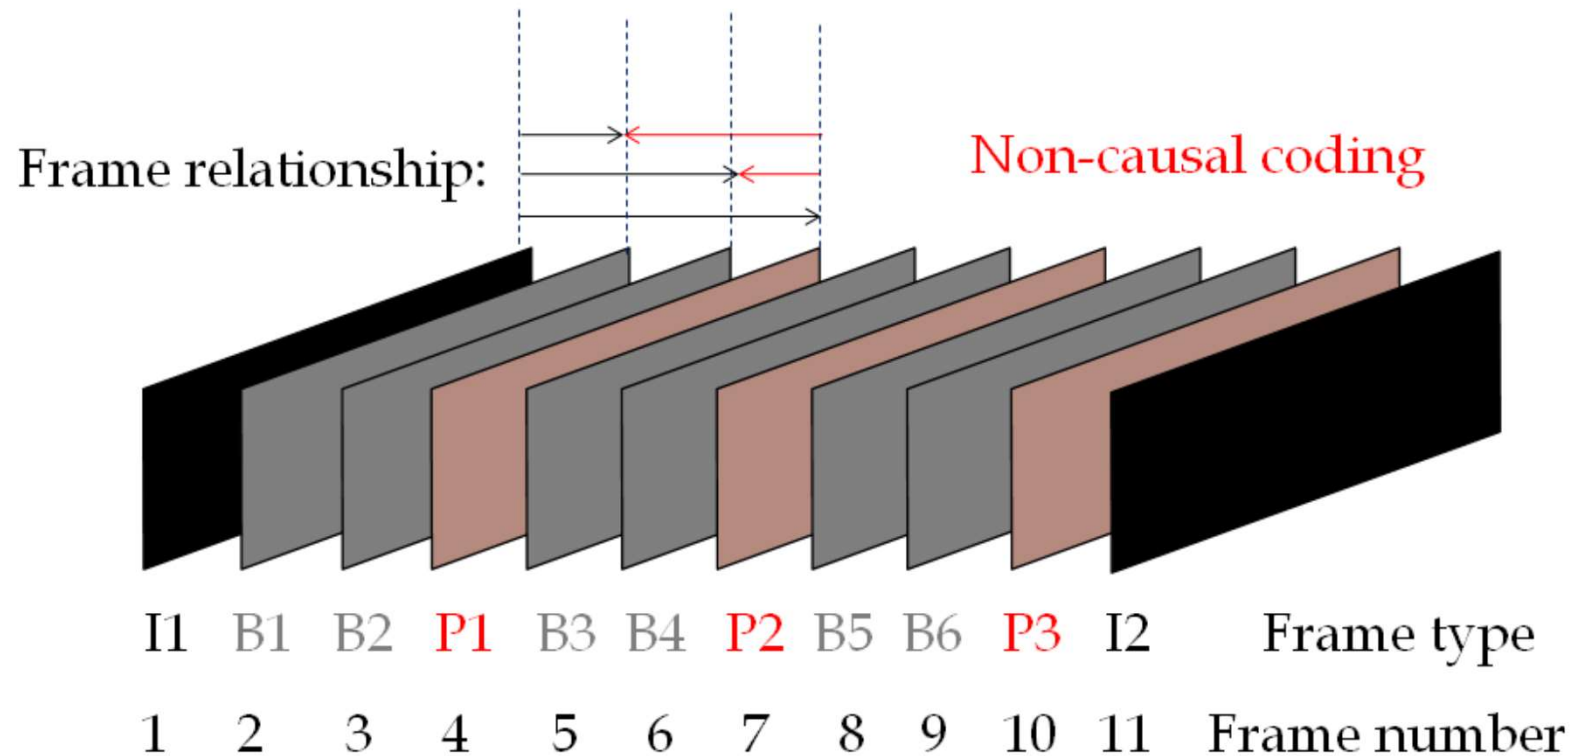 Frame relationship:
Non-causal coding
I1 B1 B2 P1 B3 B4 P2 B5 B6 P3 I2 Frame type
1 2 3 4 5 6 7 8 9 10 11 Frame number